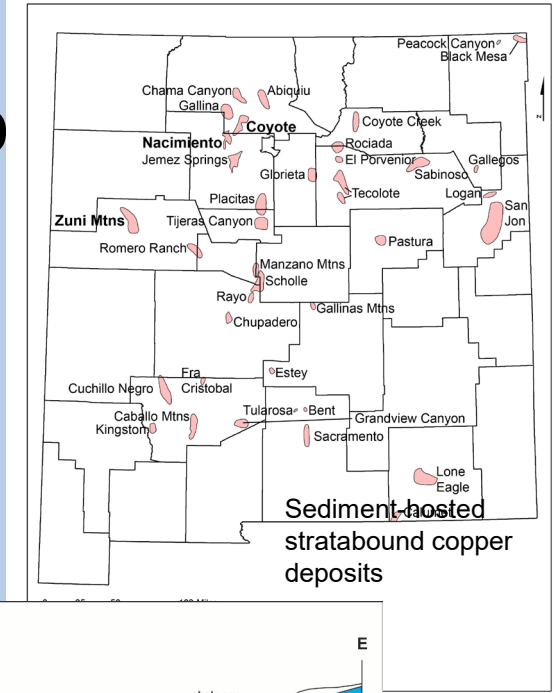 Peacock Canyon
Black Mesa
Chama Canyon
Abiquiu
Gallina
Coyote
Coyote Creek
Nacimiento
Rociada
Jemez Springs
El Porvenior
Gallegos
Glorieta
Sabinoso
Tecolote
Logan
Placitas
San
Jon
Zuni Mtns
Tijeras Canyon
Pastura
Romero Ranch
Manzano Mtns
Scholle
Rayo
Gallinas Mtns
Chupadero
Fra
Cristobal
Estey
Cuchillo Negro
Caballo Mtns
Tularosa
Bent
Grandview Canyon
Kingstom
Sacramento
Lone
Eagle
Sediment-hosted
stratabound copper
deposits
E